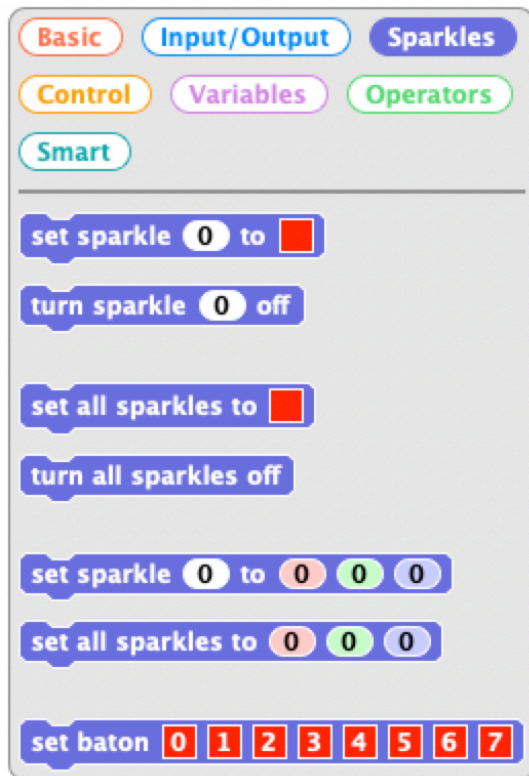 Basic Input/Output Sparkles
Control Variables Operators
Smart
set sparkle 0 to
turn sparkle 0 off
set all sparkles to
turn all sparkles off
set sparkle 0 to 0 0 0
set all sparkles to 0 0 0
set baton 0 1 2 3 4 5 6 7